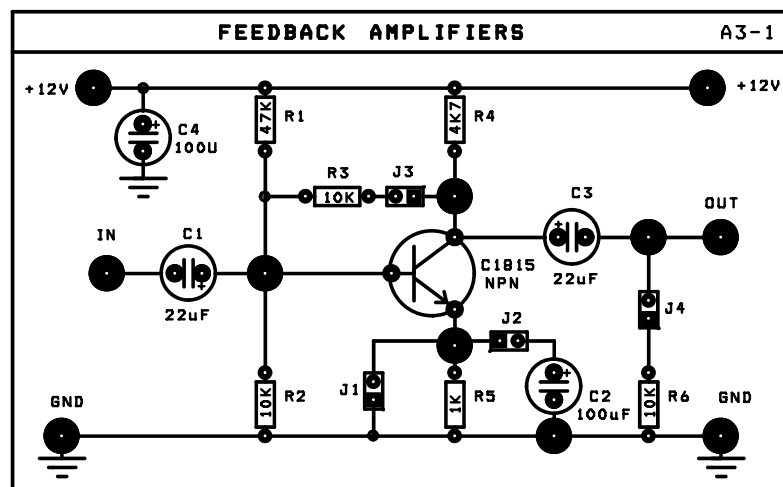 FEEDBACK AMPLIFIERS A3-1
+12V +12V
47K R1
4K7 R4
C4
100U
R3 J3
10K
C3
OUT
IN
C1
C1815
NPN
22uF
22uF
J2
J4
J1
10K R2
1K R5
C2
100uF
10K R6
GND GND